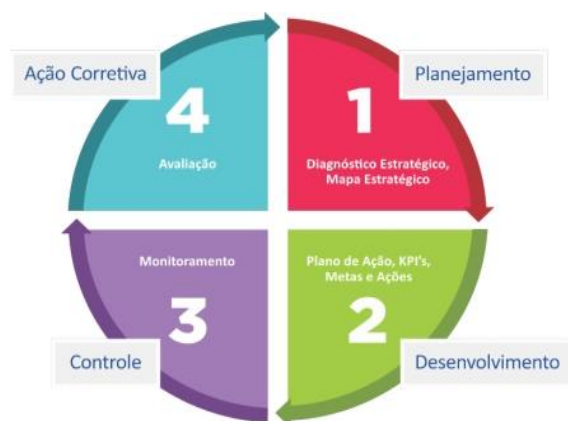 Ação Corretiva
4
Avaliação
Planejamento
1
Diagnóstico Estratégico,
Mapa Estratégico
Plano de Ação, KPI's,
Metas e Ações
2
Desenvolvimento
Monitoramento
3
Controle